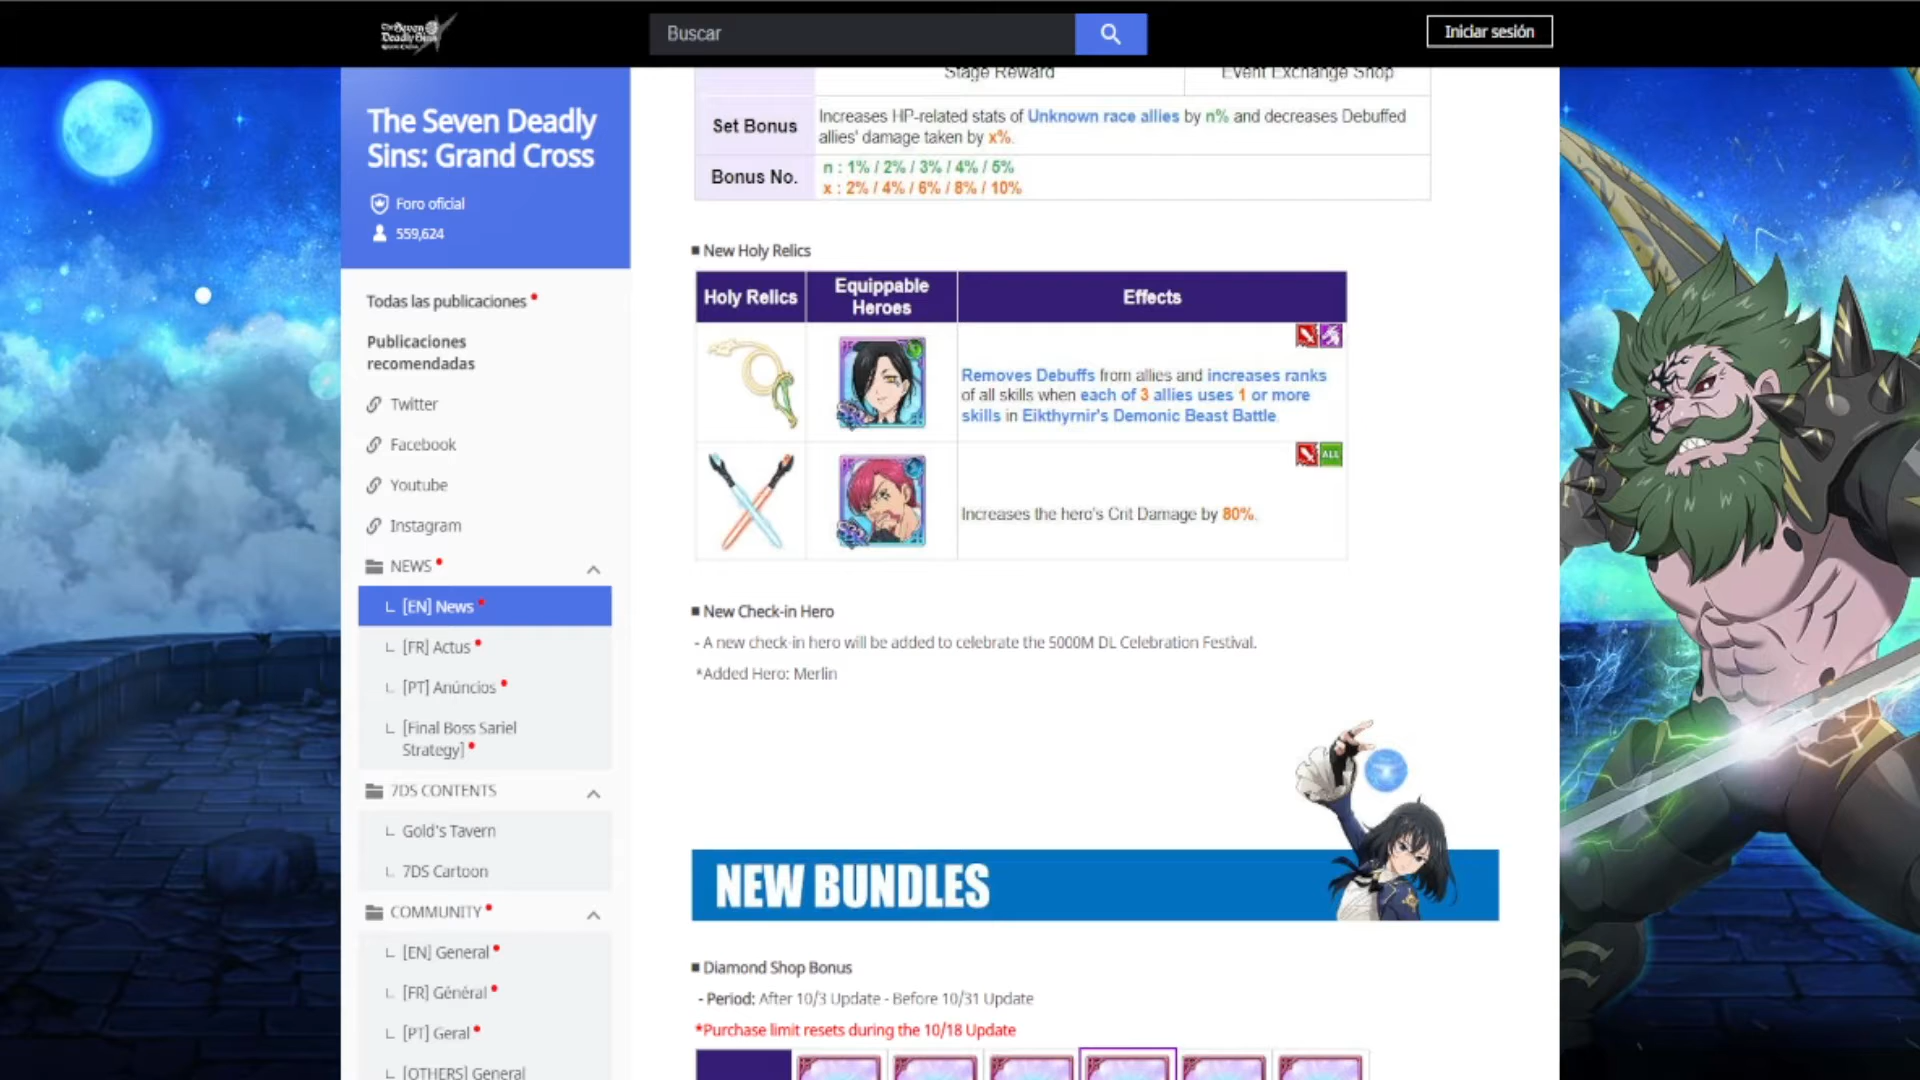 The Seven
Deadly Sins
Buscar
Iniciar sesión
The Seven Deadly
Sins: Grand Cross
Foro oficial
559,624
Todas las publicaciones
Publicaciones
recomendadas
Twitter
Facebook
Youtube
Instagram
NEWS
[EN] News
[FR] Actus
[PT] Anúncios
[Final Boss Sariel
Strategy]
7DS CONTENTS
Gold's Tavern
7DS Cartoon
COMMUNITY
[EN] General
[FR] Général
[PT] Geral
[OTHERS] General
Stage Reward
Event Exchange Shop
Set Bonus
Increases HP-related stats of Unknown race allies by n% and decreases Debuffed
allies' damage taken by x%.
Bonus No.
n : 1% / 2% / 3% / 4% / 5%
x : 2% / 4% / 6% / 8% / 10%
■ New Holy Relics
Holy Relics
Equippable
Heroes
Effects
Removes Debuffs from allies and increases ranks
of all skills when each of 3 allies uses 1 or more
skills in Eikthyrnir's Demonic Beast Battle.
ALL
Increases the hero's Crit Damage by 80%.
■ New Check-in Hero
- A new check-in hero will be added to celebrate the 5000M DL Celebration Festival.
*Added Hero: Merlin
NEW BUNDLES
■ Diamond Shop Bonus
- Period: After 10/3 Update - Before 10/31 Update
*Purchase limit resets during the 10/18 Update